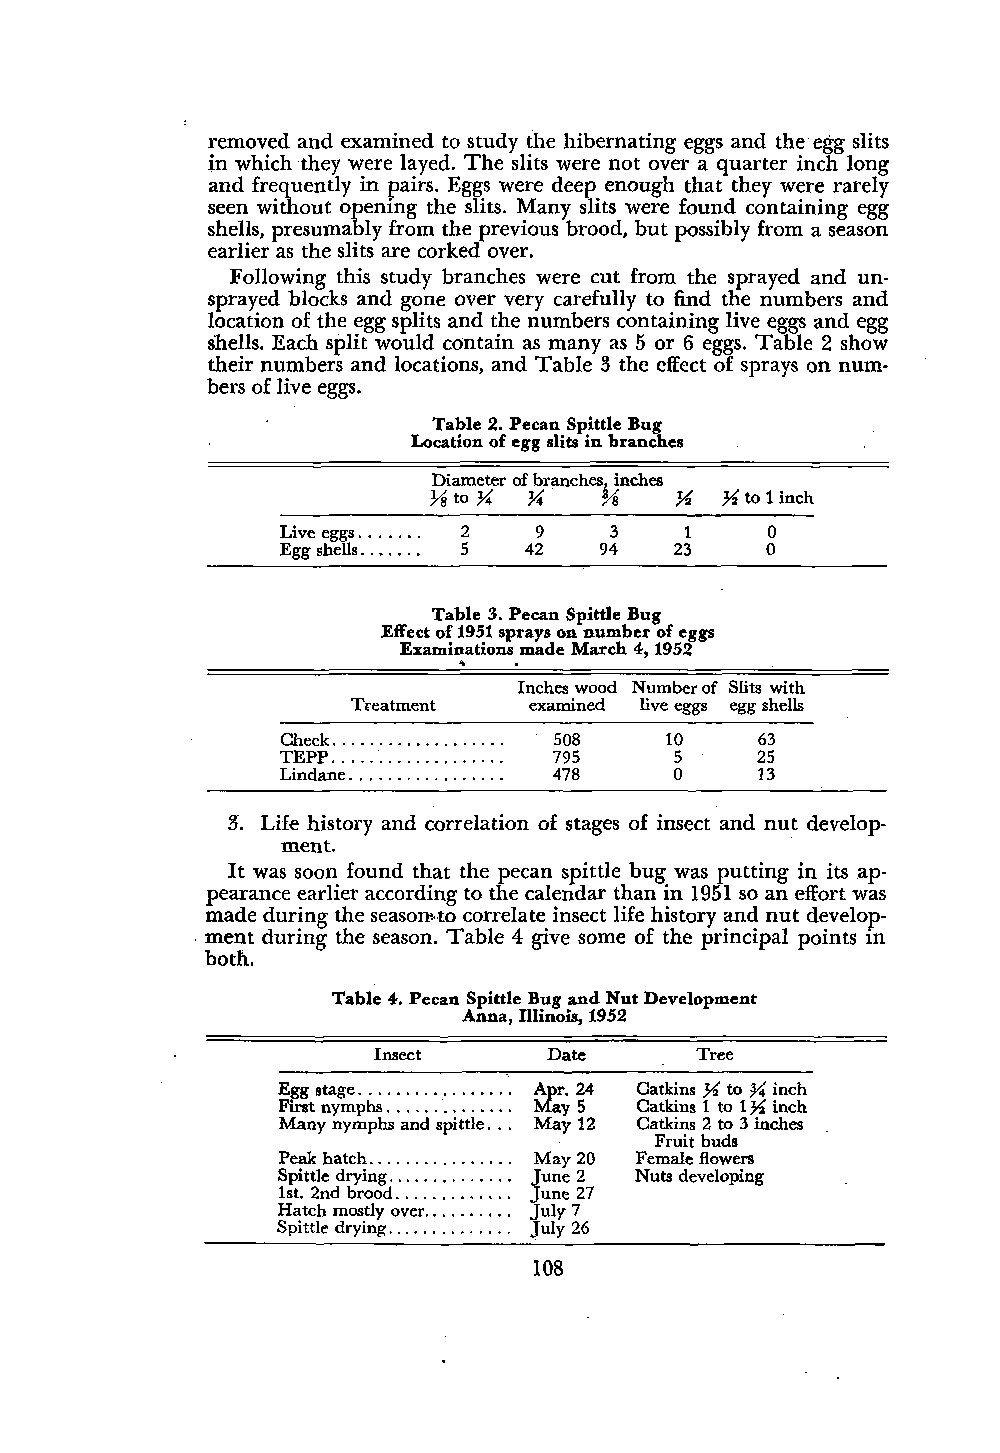 removed and examined to study the hibernating eggs and the egg slits
in which they were layed. The slits were not over a quarter inch long
and frequently in pairs. Eggs were deep enough that they were rarely
seen without opening the slits. Many slits were found containing egg
shells, presumably from the previous brood, but possibly from a season
earlier as the slits are corked over.
Following this study branches were cut from the sprayed and un-
sprayed blocks and gone over very carefully to find the numbers and
location of the egg splits and the numbers containing live eggs and egg
shells. Each split would contain as many as 5 or 6 eggs. Table 2 show
their numbers and locations, and Table 3 the effect of sprays on num-
bers of live eggs.
Table 2. Pecan Spittle Bug
Location of egg slits in branches
Diameter of branches, inches
⅛ to ¼ ¼ ⅜ ½ ½ to 1 inch
Live eggs....... 2 9 3 1 0
Egg shells....... 5 42 94 23 0
Table 3. Pecan Spittle Bug
Effect of 1951 sprays on number of eggs
Examinations made March 4, 1952
Inches wood Number of Slits with
Treatment examined live eggs egg shells
Check................... 508 10 63
TEPP................... 795 5 25
Lindane................. 478 0 13
3. Life history and correlation of stages of insect and nut develop-
ment.
It was soon found that the pecan spittle bug was putting in its ap-
pearance earlier according to the calendar than in 1951 so an effort was
made during the season to correlate insect life history and nut develop-
ment during the season. Table 4 give some of the principal points in
both.
Table 4. Pecan Spittle Bug and Nut Development
Anna, Illinois, 1952
Insect Date Tree
Egg stage................. Apr. 24 Catkins ½ to ¾ inch
First nymphs.............. May 5 Catkins 1 to 1½ inch
Many nymphs and spittle... May 12 Catkins 2 to 3 inches
Fruit buds
Peak hatch................ May 20 Female flowers
Spittle drying.............. June 2 Nuts developing
1st. 2nd brood............. June 27
Hatch mostly over.......... July 7
Spittle drying.............. July 26
108